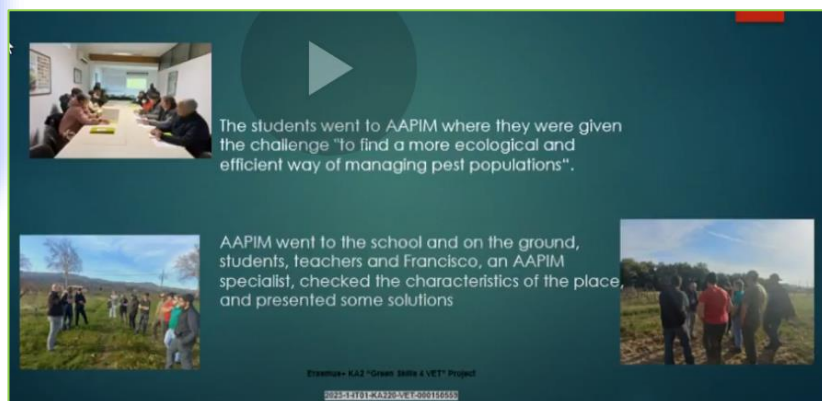 The students went to AAPIM where they were given
the challenge "to find a more ecological and
efficient way of managing pest populations“.
AAPIM went to the school and on the ground,
students, teachers and Francisco, an AAPIM
specialist, checked the characteristics of the place,
and presented some solutions
Erasmus+ KA2 "Green Skills 4 VET" Project